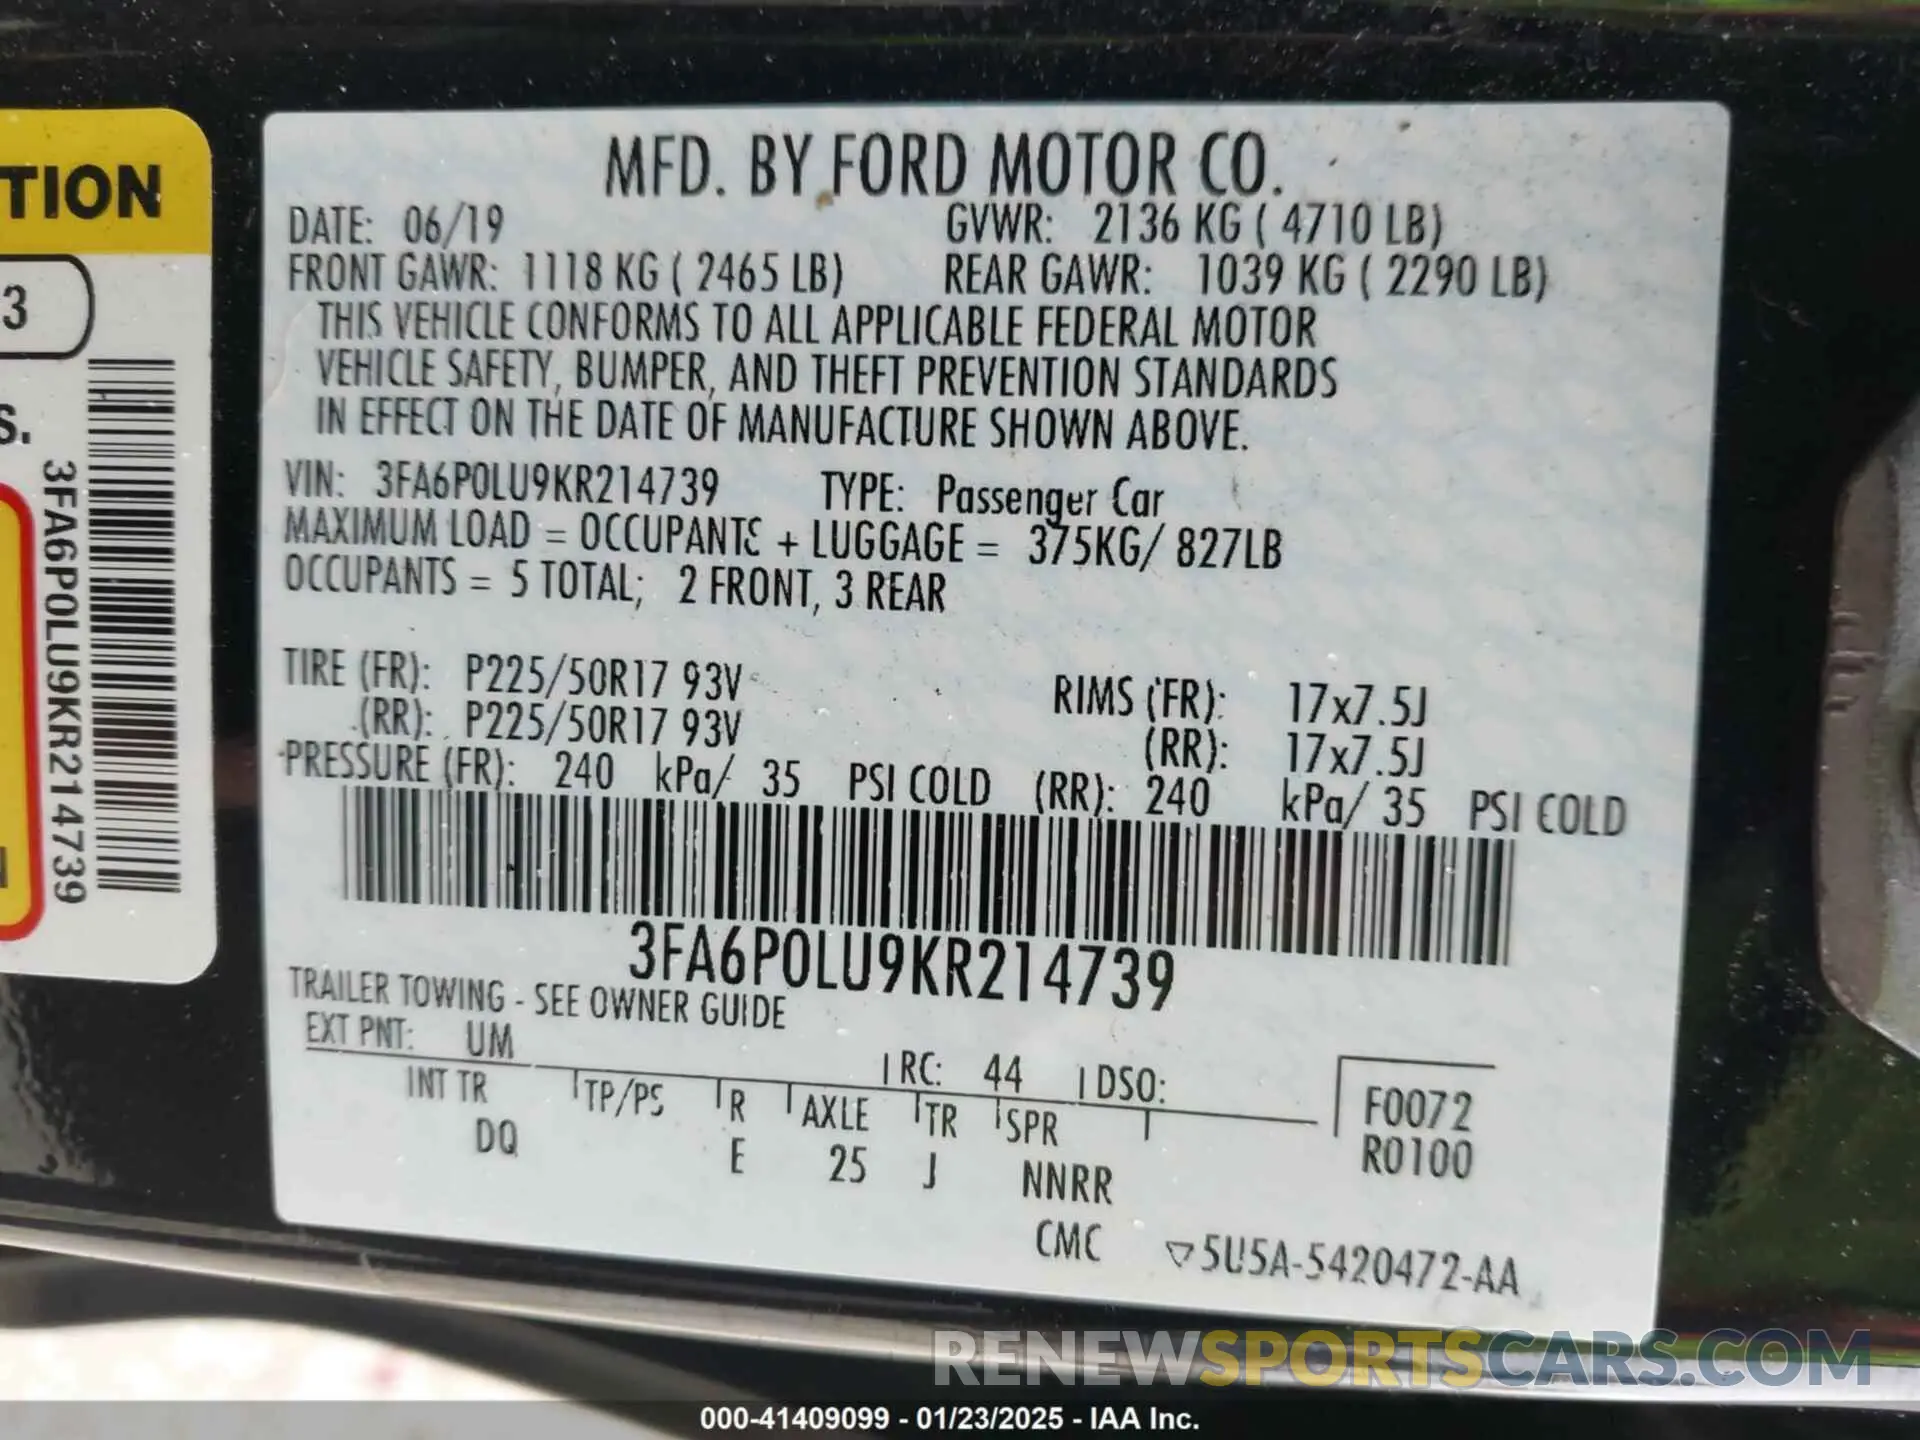 TION
3
S.
3FA6P0LU9KR214739
MFD. BY FORD MOTOR CO.
DATE: 06/19 GVWR: 2136 KG ( 4710 LB)
FRONT GAWR: 1118 KG ( 2465 LB) REAR GAWR: 1039 KG ( 2290 LB)
THIS VEHICLE CONFORMS TO ALL APPLICABLE FEDERAL MOTOR
VEHICLE SAFETY, BUMPER, AND THEFT PREVENTION STANDARDS
IN EFFECT ON THE DATE OF MANUFACTURE SHOWN ABOVE.
VIN: 3FA6P0LU9KR214739 TYPE: Passenger Car
MAXIMUM LOAD = OCCUPANTS + LUGGAGE = 375KG/ 827LB
OCCUPANTS = 5 TOTAL; 2 FRONT, 3 REAR
TIRE (FR): P225/50R17 93V RIMS (FR): 17x7.5J
(RR): P225/50R17 93V (RR): 17x7.5J
PRESSURE (FR): 240 kPa/ 35 PSI COLD (RR): 240 kPa/ 35 PSI COLD
3FA6P0LU9KR214739
TRAILER TOWING - SEE OWNER GUIDE
EXT PNT: UM RC: 44 DSO:
INT TR TP/PS R AXLE TR SPR F0072
DQ E 25 J NNRR R0100
CMC ▽5U5A-5420472-AA
RENEWSPORTSCARS.COM
000-41409099 - 01/23/2025 - IAA Inc.